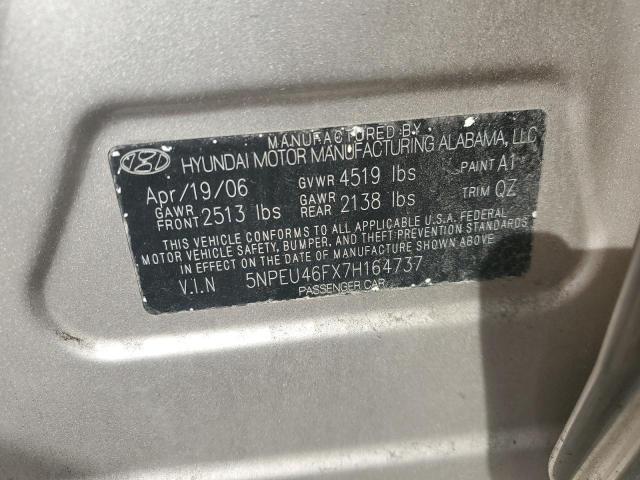 MANUFACTURED BY
HYUNDAI MOTOR MANUFACTURING ALABAMA, LLC
Apr/19/06 GVWR 4519 lbs PAINT A1
GAWR FRONT 2513 lbs GAWR REAR 2138 lbs TRIM QZ
THIS VEHICLE CONFORMS TO ALL APPLICABLE U.S.A. FEDERAL
MOTOR VEHICLE SAFETY, BUMPER, AND THEFT PREVENTION STANDARDS
IN EFFECT ON THE DATE OF MANUFACTURE SHOWN ABOVE.
V.I.N 5NPEU46FX7H164737
PASSENGER CAR